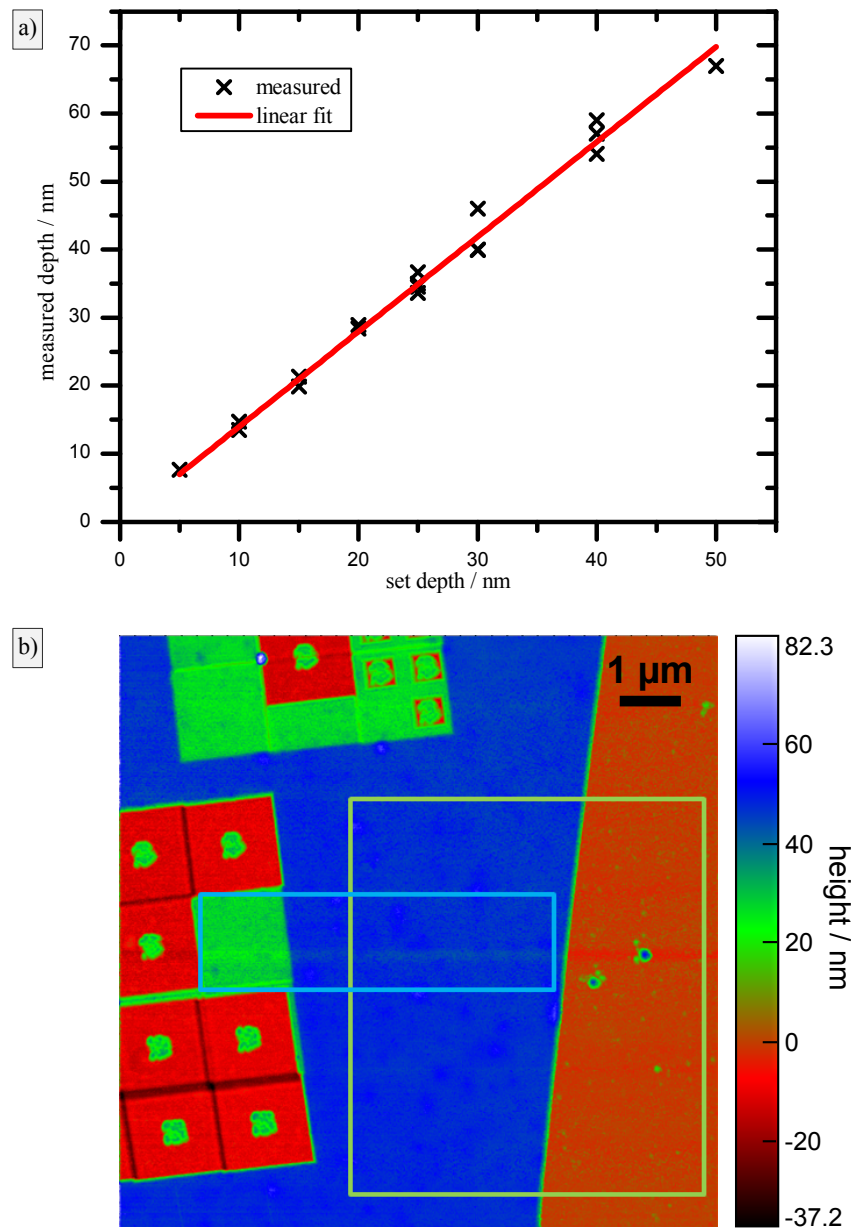 a)
70
60
50
40
30
20
10
0
measured depth / nm
measured
linear fit
0 10 20 30 40 50
set depth / nm
b)
1 µm
82.3
60
40
20
0
-20
-37.2
height / nm